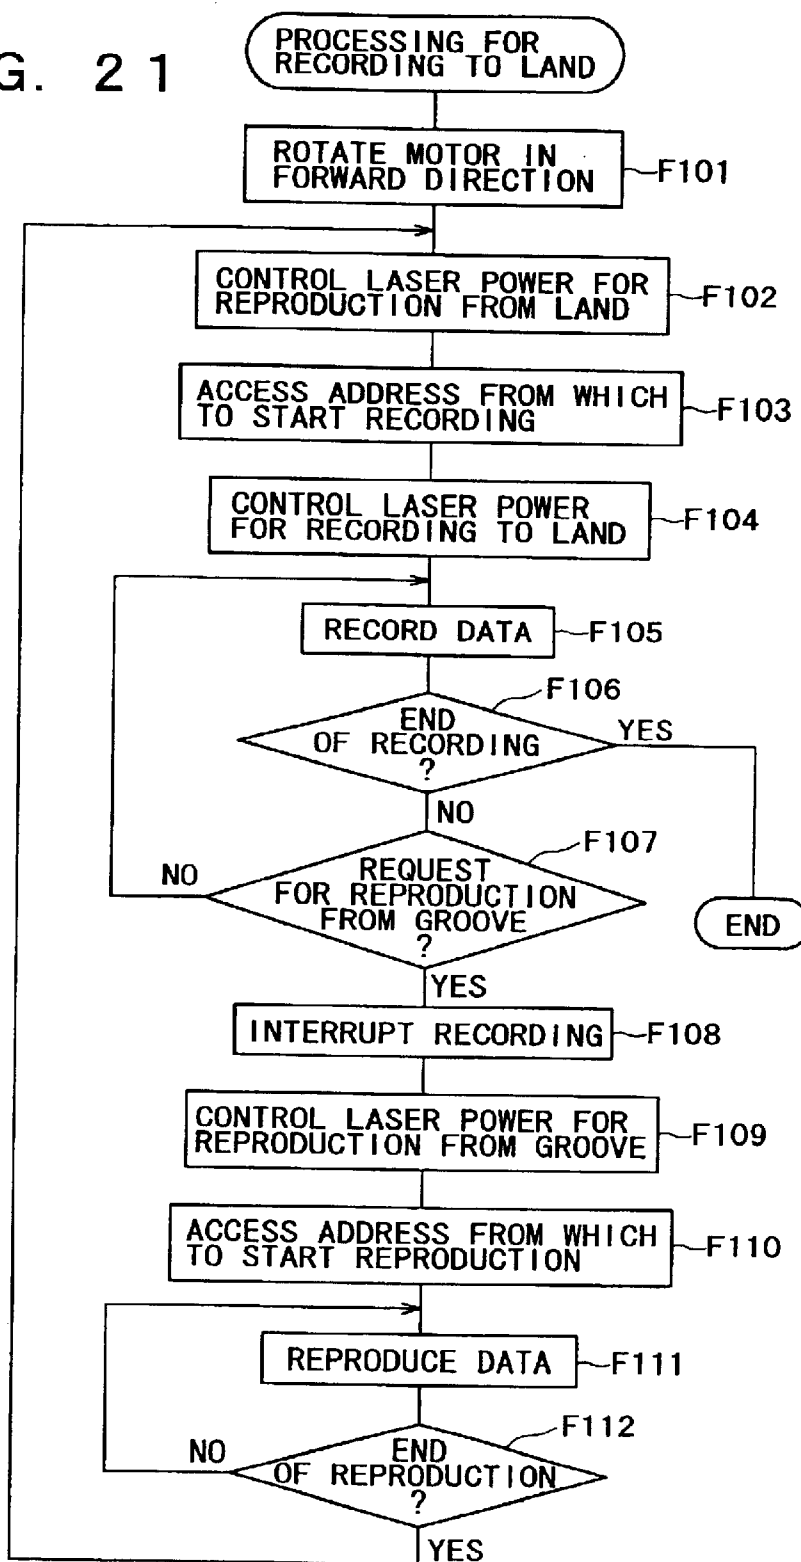 G. 21
PROCESSING FOR
RECORDING TO LAND
ROTATE MOTOR IN
FORWARD DIRECTION
F101
CONTROL LASER POWER FOR
REPRODUCTION FROM LAND
F102
ACCESS ADDRESS FROM WHICH
TO START RECORDING
F103
CONTROL LASER POWER
FOR RECORDING TO LAND
F104
RECORD DATA
F105
F106
END
OF RECORDING
?
YES
NO
F107
REQUEST
FOR REPRODUCTION
FROM GROOVE
?
NO
END
YES
INTERRUPT RECORDING
F108
CONTROL LASER POWER FOR
REPRODUCTION FROM GROOVE
F109
ACCESS ADDRESS FROM WHICH
TO START REPRODUCTION
F110
REPRODUCE DATA
F111
F112
END
OF REPRODUCTION
?
NO
YES